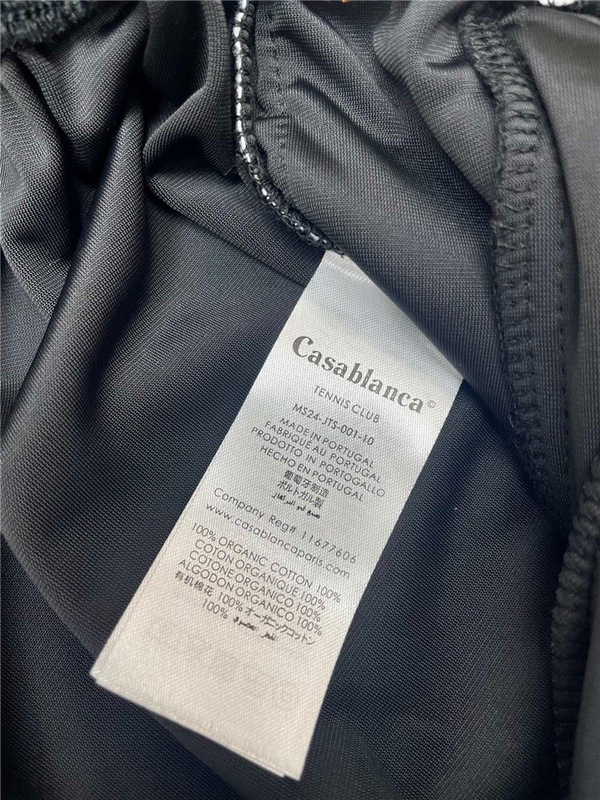 Casablanca©
TENNIS CLUB
MS24-JTS-001-10
MADE IN PORTUGAL
FABRIQUÉ AU PORTUGAL
PRODOTTO IN PORTOGALLO
HECHO EN PORTUGAL
葡萄牙制造
ポルトガル製
Company Reg# 11677606
www.casablancaparis.com
100% ORGANIC COTTON 100%
COTON ORGANIQUE 100%
COTONE ORGANICO 100%
ALGODON ORGANICO 100%
有机棉花 100% オーガニックコットン
100%